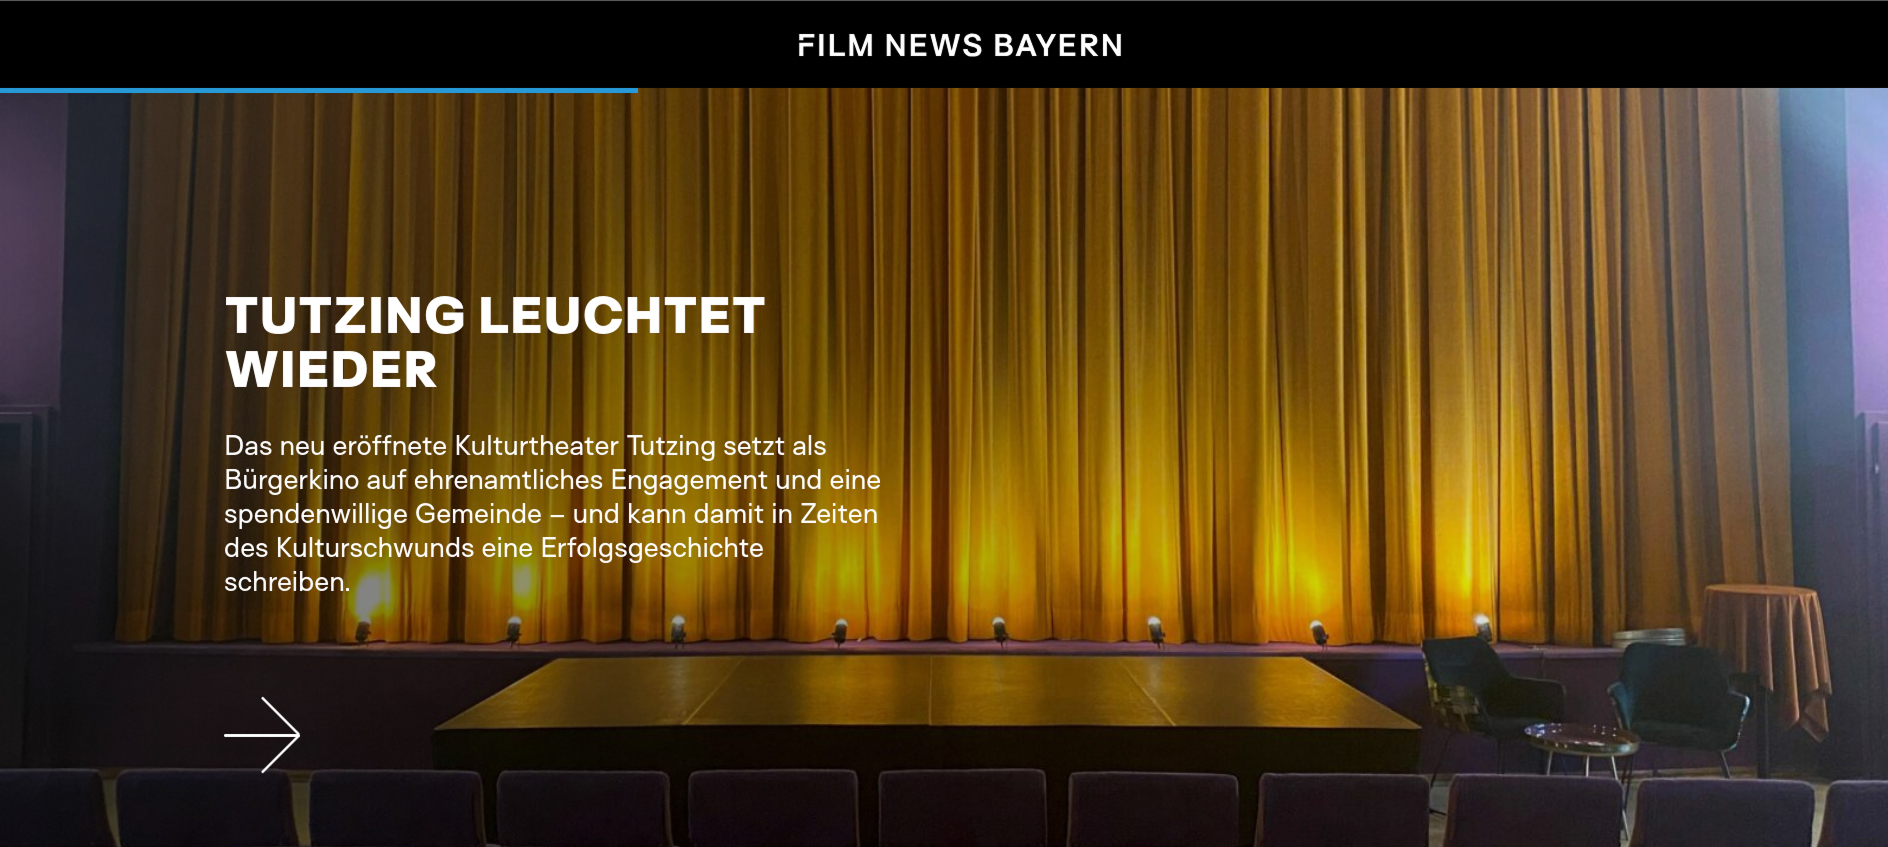 FILM NEWS BAYERN
TUTZING LEUCHTET
WIEDER
Das neu eröffnete Kulturtheater Tutzing setzt als
Bürgerkino auf ehrenamtliches Engagement und eine
spendenwillige Gemeinde – und kann damit in Zeiten
des Kulturschwunds eine Erfolgsgeschichte
schreiben.